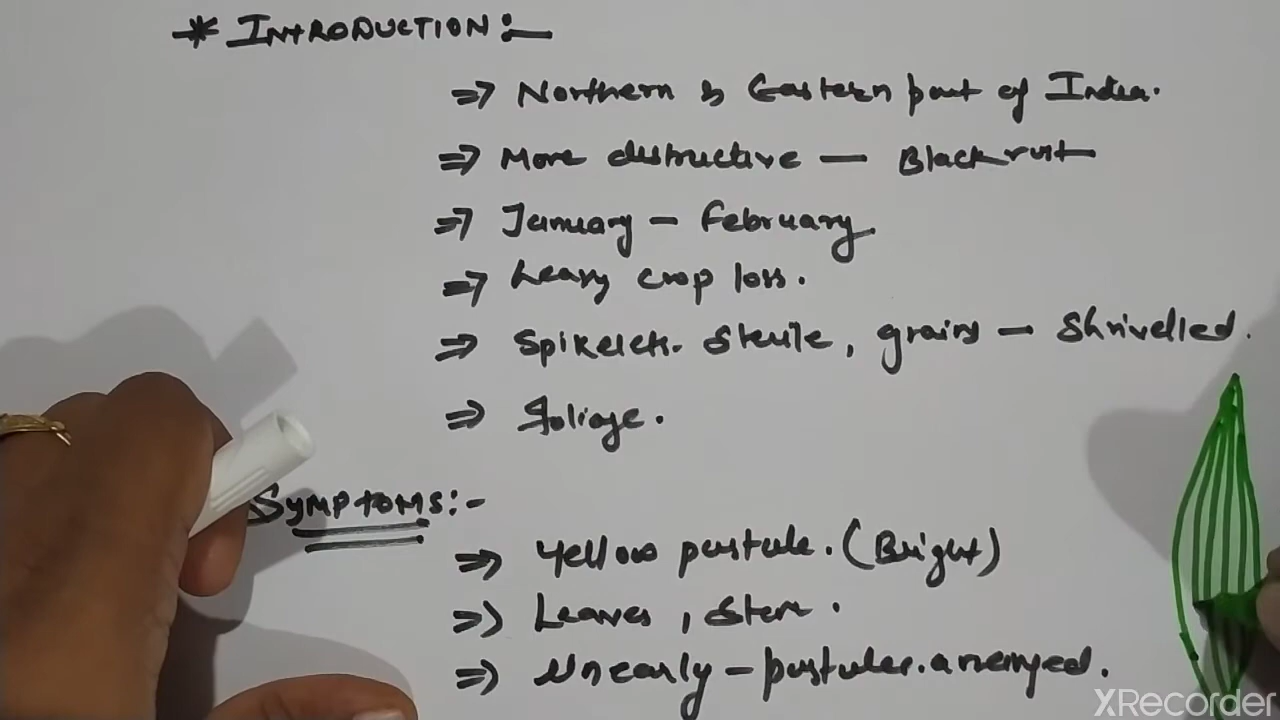 * INTRODUCTION :-
⇒ Northern & Eastern part of India.
⇒ More destructive — Black rust
⇒ January - February
⇒ Heavy crop loss.
⇒ Spikelets. Sterile, grains - Shrivelled.
⇒ Foliage.
SYMPTOMS:-
⇒ Yellow pustule. (Bright)
⇒ Leaves, Stem.
⇒ Linearly - pustules. arranged.
XRecorder